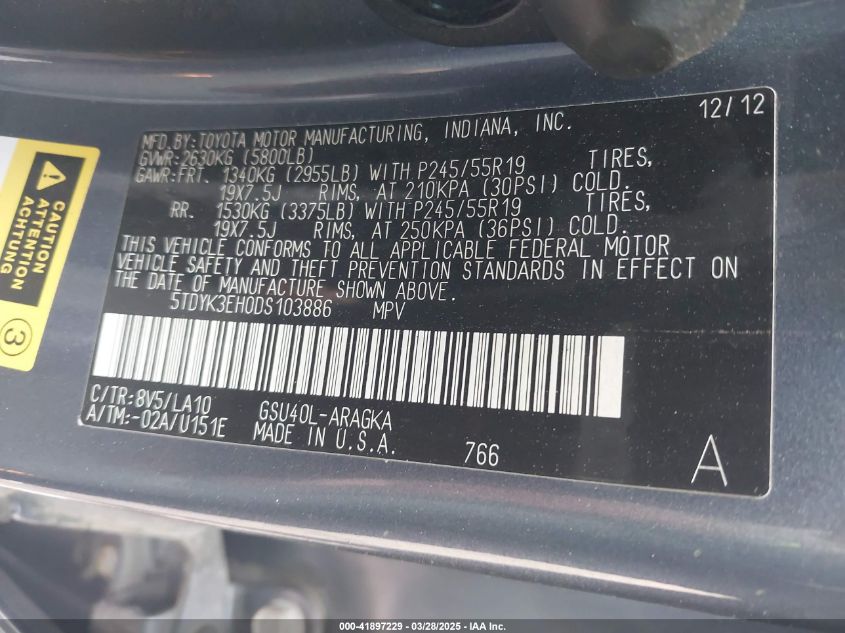 12/12
MFD.BY:TOYOTA MOTOR MANUFACTURING, INDIANA, INC.
GVWR:2630KG (5800LB)
GAWR:FRT. 1340KG (2955LB) WITH P245/55R19 TIRES,
19X7.5J RIMS, AT 210KPA (30PSI) COLD.
RR. 1530KG (3375LB) WITH P245/55R19 TIRES,
19X7.5J RIMS, AT 250KPA (36PSI) COLD.
THIS VEHICLE CONFORMS TO ALL APPLICABLE FEDERAL MOTOR
VEHICLE SAFETY AND THEFT PREVENTION STANDARDS IN EFFECT ON
THE DATE OF MANUFACTURE SHOWN ABOVE.
5TDYK3EH0DS103886 MPV
C/TR:8V5/LA10 GSU40L-ARAGKA
A/TM:-02A/U151E MADE IN U.S.A. 766 A
CAUTION
ATTENTION
ACHTUNG
3
000-41897229 - 03/28/2025 - IAA Inc.